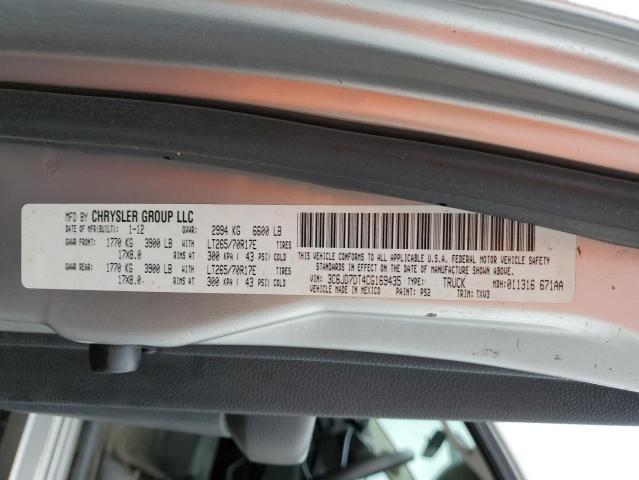 MFD BY CHRYSLER GROUP LLC
DATE OF MFR(BUILT): 1-12 GVWR: 2994 KG 6600 LB
GAWR FRONT: 1770 KG 3900 LB WITH LT265/70R17E TIRES
17X8.0 RIMS AT 300 KPA ( 43 PSI) COLD
GAWR REAR: 1770 KG 3900 LB WITH LT265/70R17E TIRES
17X8.0 RIMS AT 300 KPA ( 43 PSI) COLD
THIS VEHICLE CONFORMS TO ALL APPLICABLE U.S.A. FEDERAL MOTOR VEHICLE SAFETY
STANDARDS IN EFFECT ON THE DATE OF MANUFACTURE SHOWN ABOVE.
VIN: 3C6JD7DT4CG169435 TYPE: TRUCK MDH: 011316 671AA
VEHICLE MADE IN MEXICO PAINT: PS2 TRIM: TXV3